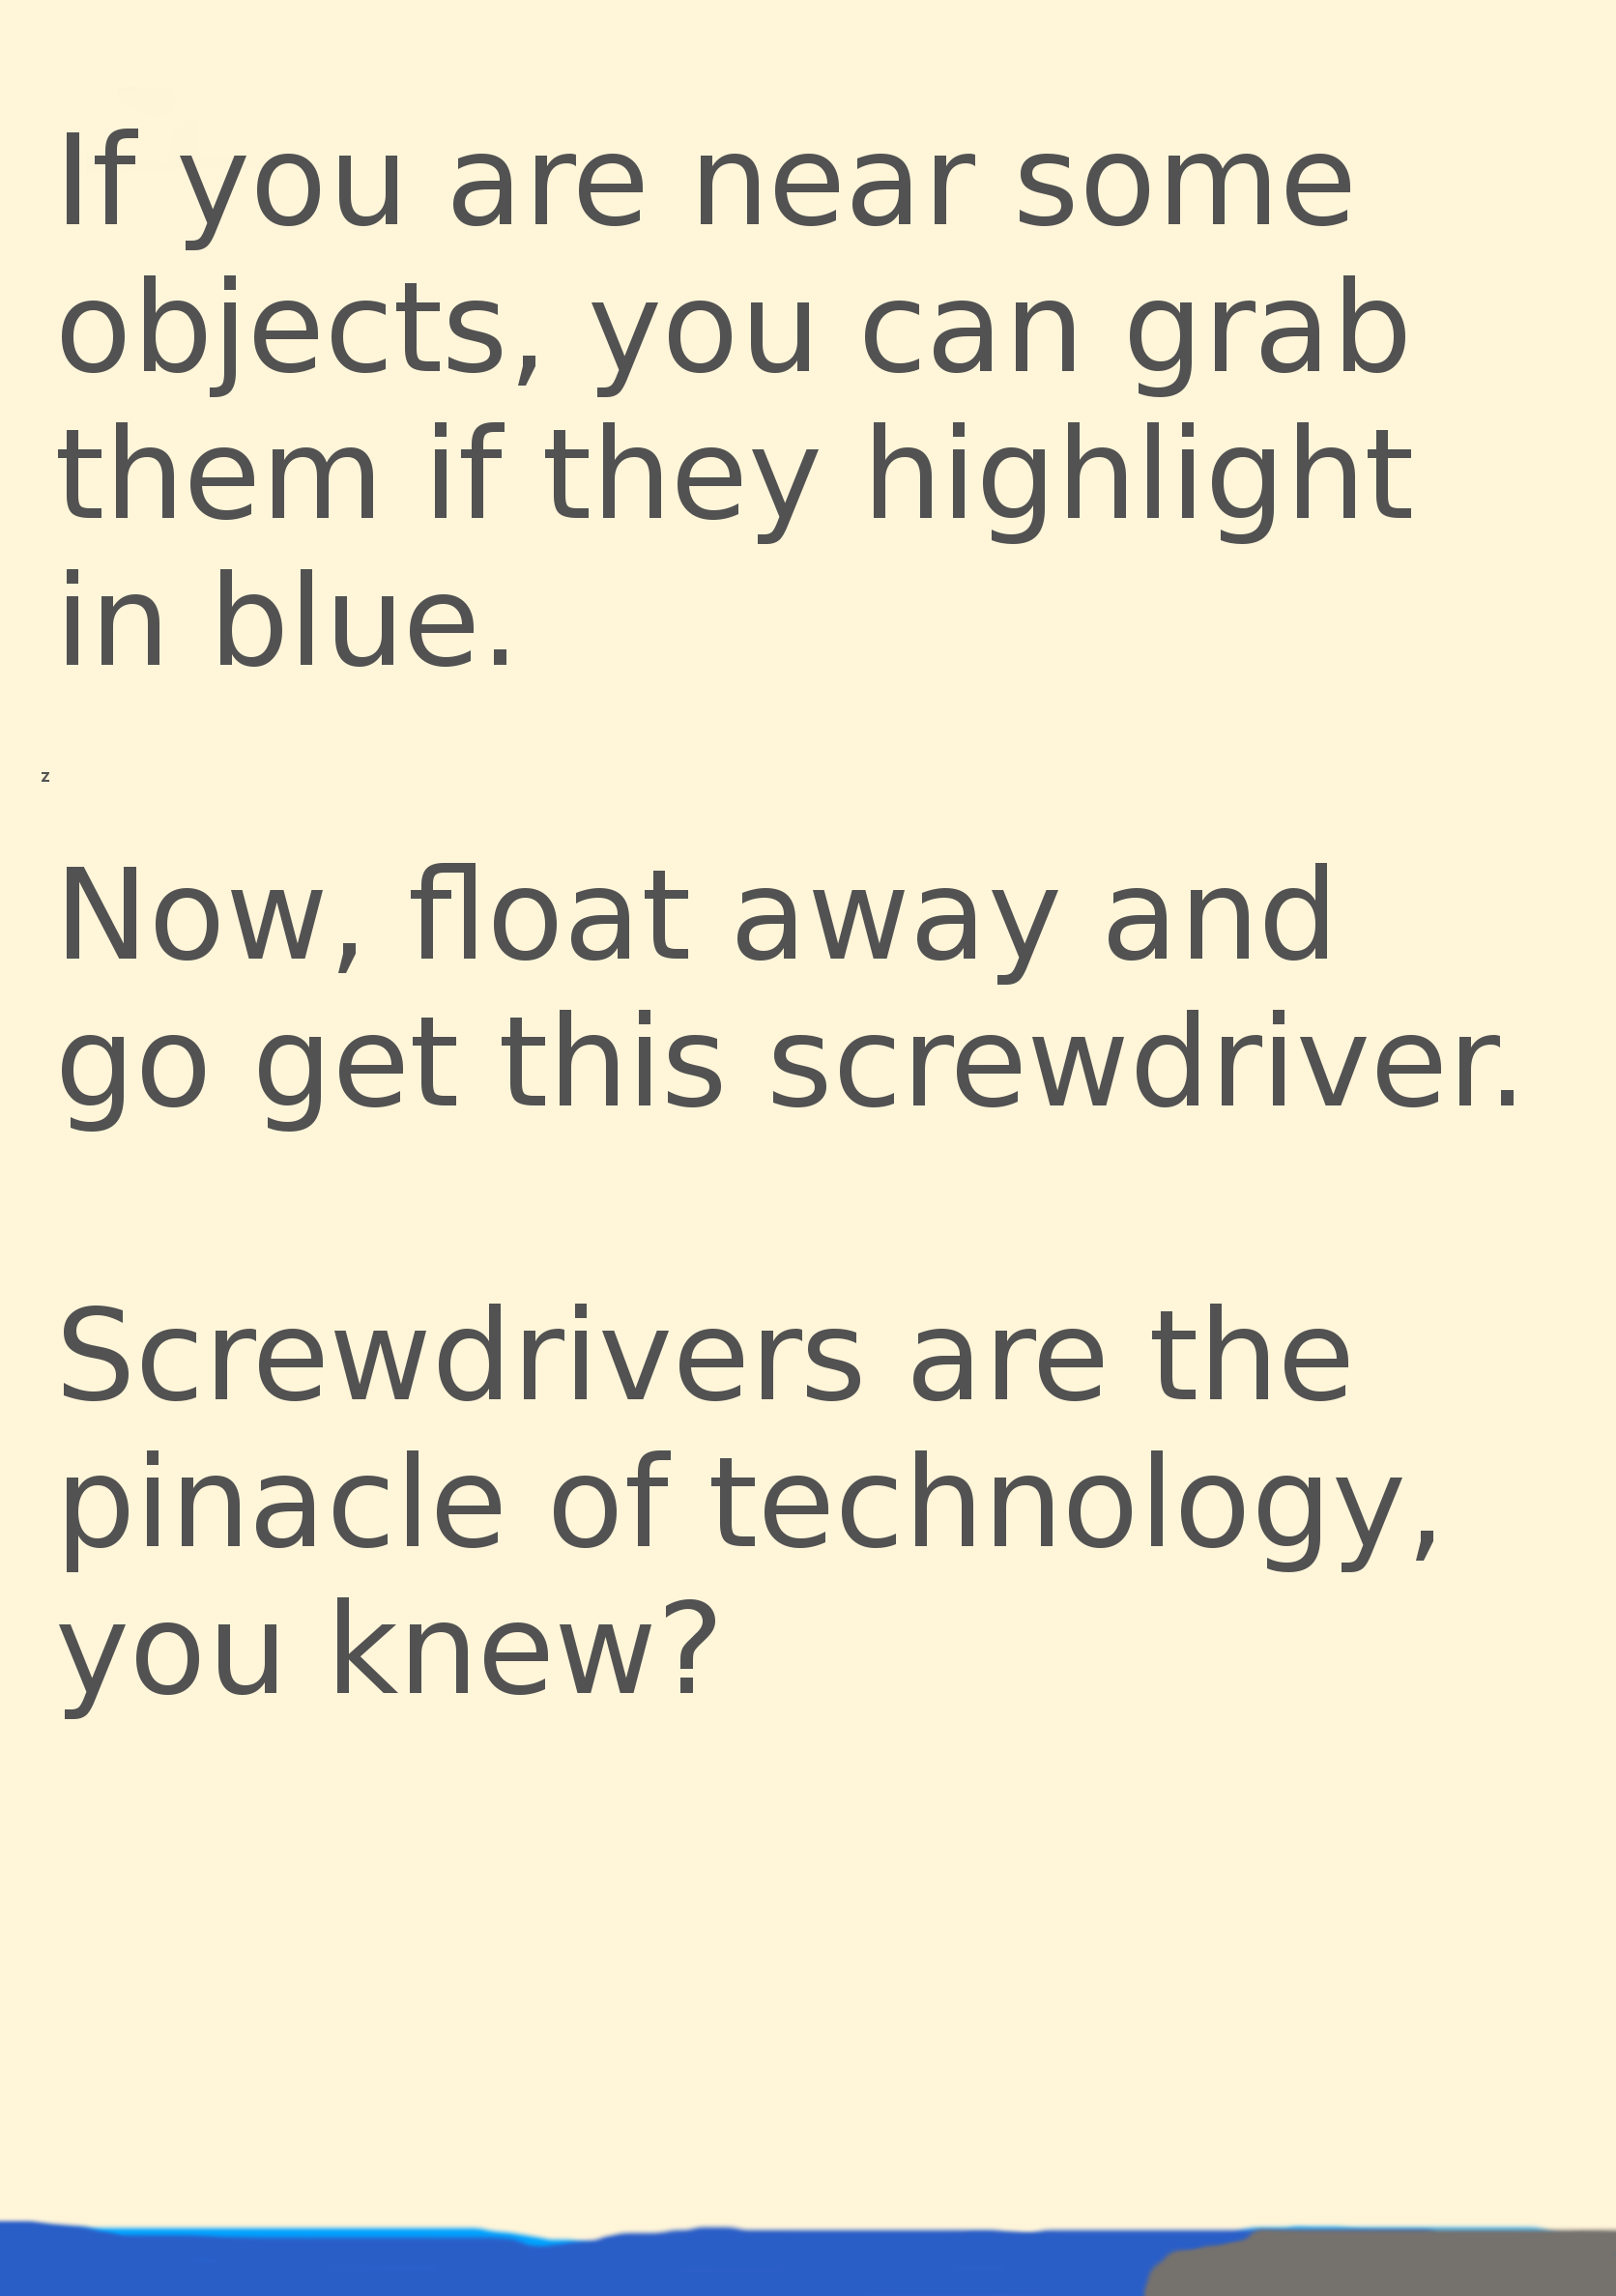 If you are near some
objects, you can grab
them if they highlight
in blue.
z
Now, float away and
go get this screwdriver.
Screwdrivers are the
pinacle of technology,
you knew?